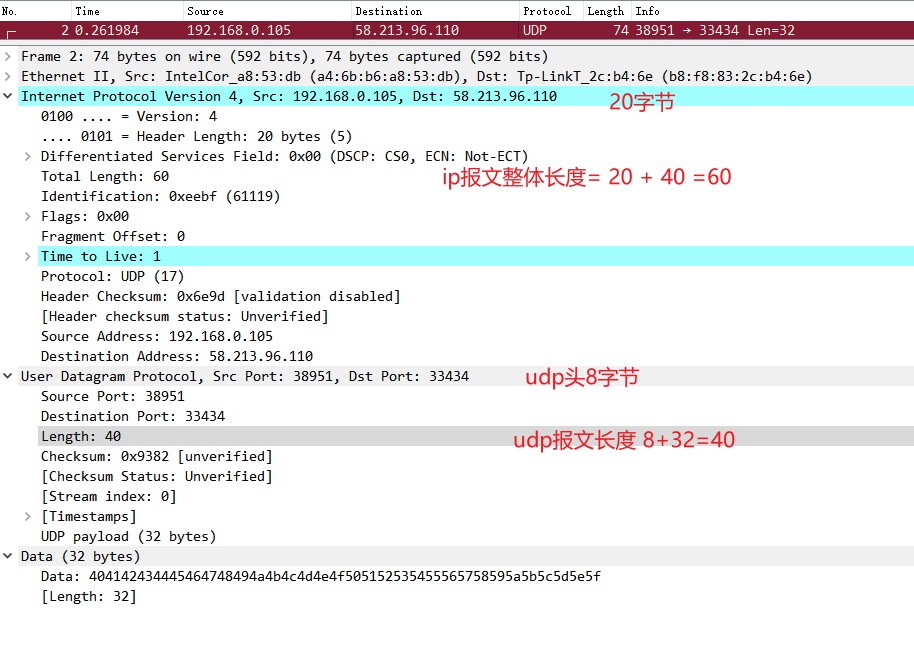 No. Time Source Destination Protocol Length Info
2 0.261984 192.168.0.105 58.213.96.110 UDP 74 38951 → 33434 Len=32
Frame 2: 74 bytes on wire (592 bits), 74 bytes captured (592 bits)
Ethernet II, Src: IntelCor_a8:53:db (a4:6b:b6:a8:53:db), Dst: Tp-LinkT_2c:b4:6e (b8:f8:83:2c:b4:6e)
Internet Protocol Version 4, Src: 192.168.0.105, Dst: 58.213.96.110 20字节
0100 .... = Version: 4
.... 0101 = Header Length: 20 bytes (5)
Differentiated Services Field: 0x00 (DSCP: CS0, ECN: Not-ECT)
Total Length: 60 ip报文整体长度= 20 + 40 =60
Identification: 0xeebf (61119)
Flags: 0x00
Fragment Offset: 0
Time to Live: 1
Protocol: UDP (17)
Header Checksum: 0x6e9d [validation disabled]
[Header checksum status: Unverified]
Source Address: 192.168.0.105
Destination Address: 58.213.96.110
User Datagram Protocol, Src Port: 38951, Dst Port: 33434 udp头8字节
Source Port: 38951
Destination Port: 33434
Length: 40 udp报文长度 8+32=40
Checksum: 0x9382 [unverified]
[Checksum Status: Unverified]
[Stream index: 0]
[Timestamps]
UDP payload (32 bytes)
Data (32 bytes)
Data: 404142434445464748494a4b4c4d4e4f505152535455565758595a5b5c5d5e5f
[Length: 32]